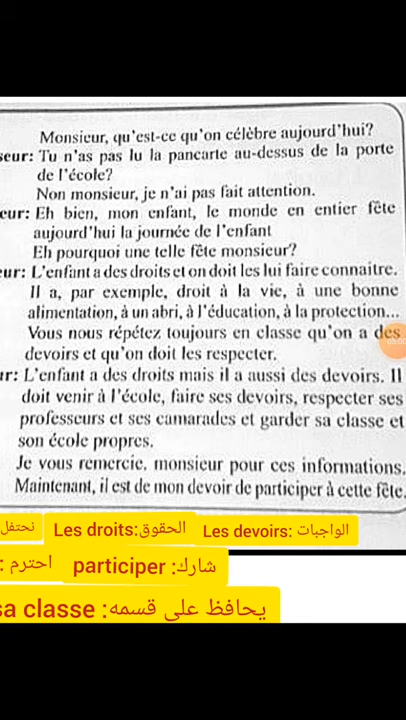 Monsieur, qu'est-ce qu'on célèbre aujourd'hui?
seur: Tu n'as pas lu la pancarte au-dessus de la porte
de l'école?
Non monsieur, je n'ai pas fait attention.
eur: Eh bien, mon enfant, le monde en entier fête
aujourd'hui la journée de l'enfant
Eh pourquoi une telle fête monsieur?
eur: L'enfant a des droits et on doit les lui faire connaitre.
Il a, par exemple, droit à la vie, à une bonne
alimentation, à un abri, à l'éducation, à la protection...
Vous nous répétez toujours en classe qu'on a des
devoirs et qu'on doit les respecter.
ur: L'enfant a des droits mais il a aussi des devoirs. Il
doit venir à l'école, faire ses devoirs, respecter ses
professeurs et ses camarades et garder sa classe et
son école propres.
Je vous remercie, monsieur pour ces informations.
Maintenant, il est de mon devoir de participer à cette fête.
نحتفل Les droits:الحقوق Les devoirs: الواجبات
احترم : participer :شارك
sa classe :يحافظ على قسمه